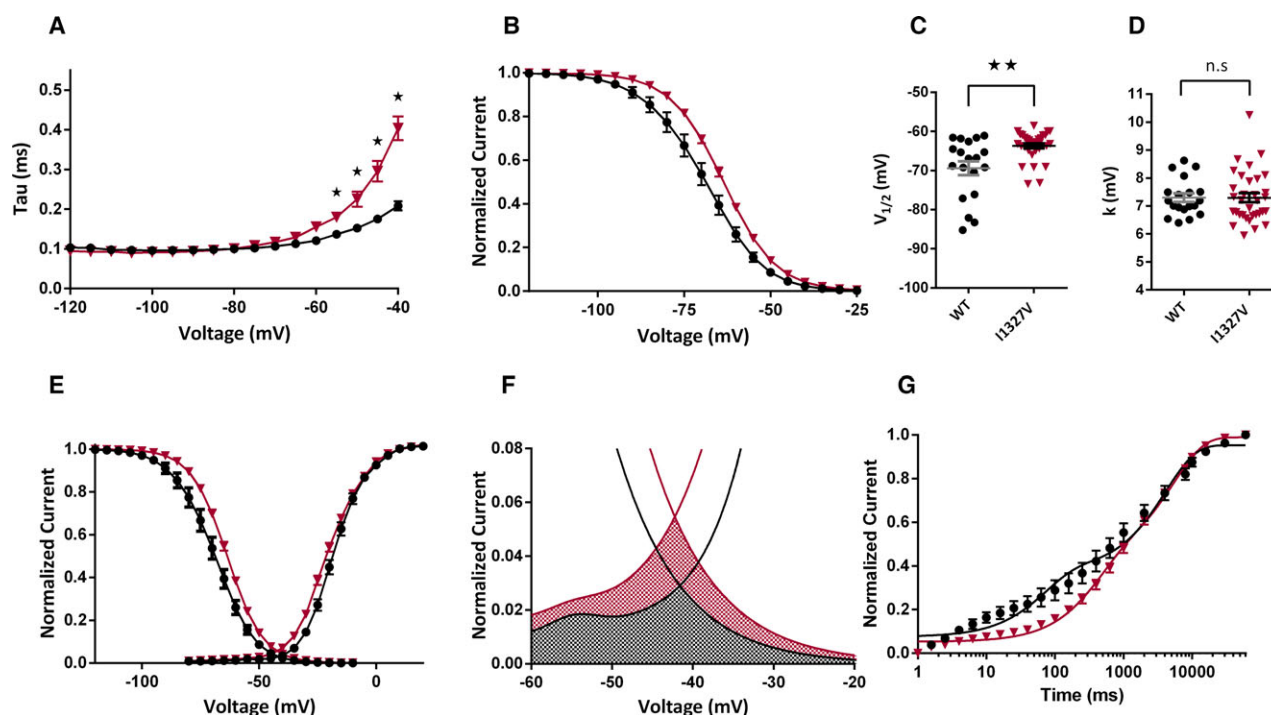 A
B
C
D
Tau (ms)
0.5
0.4
0.3
0.2
0.1
0.0
-120
-100
-80
-60
-40
Voltage (mV)
Normalized Current
1.0
0.8
0.6
0.4
0.2
0.0
-100
-75
-50
-25
Voltage (mV)
★★
V1/2 (mV)
-50
-60
-70
-80
-90
-100
WT
I1327V
n.s
k (mV)
11
10
9
8
7
6
5
4
WT
I1327V
E
F
G
Normalized Current
1.0
0.8
0.6
0.4
0.2
0.0
-100
-50
0
Voltage (mV)
Normalized Current
0.08
0.06
0.04
0.02
0.00
-60
-50
-40
-30
-20
Voltage (mV)
Normalized Current
1.0
0.8
0.6
0.4
0.2
0.0
1
10
100
1000
10000
Time (ms)